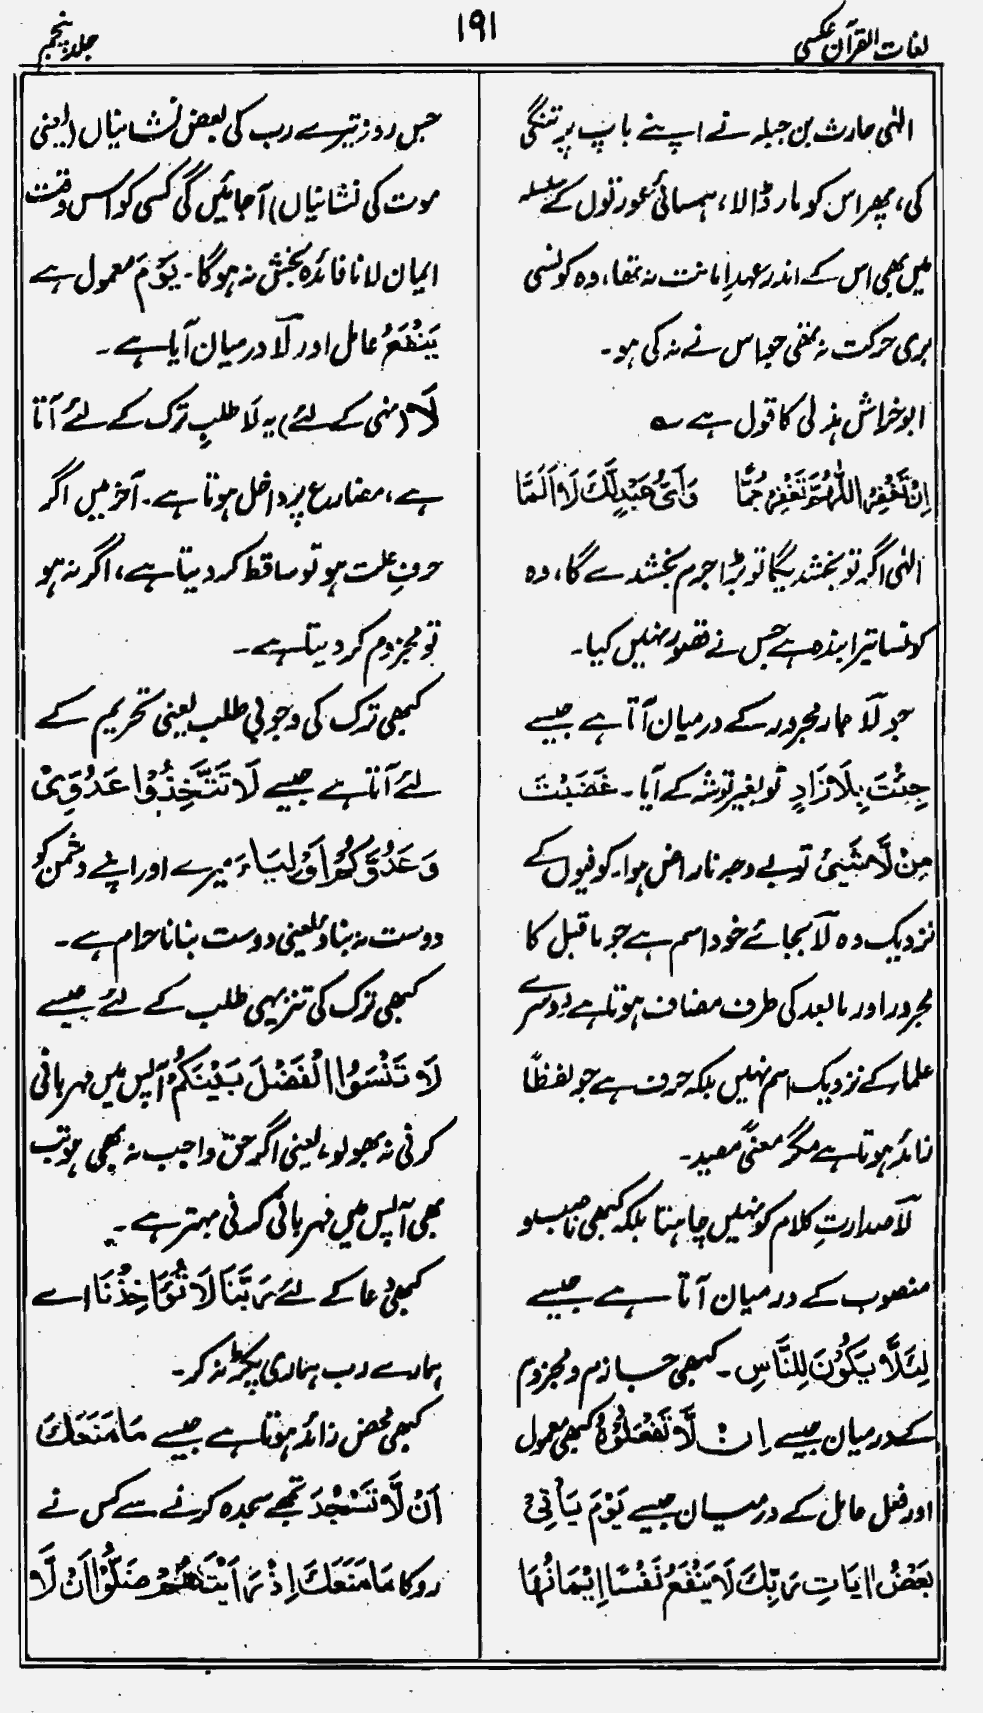 لغات القرآن عکسی
۱۹۱
جلد پنجم
الٰہی حارث بن جبلہ نے اپنے باپ پر تنگی
کی، پھر اس کو مار ڈالا، ہمسائی عورتوں کے سلسلہ
میں بھی اس کے اندر عہدِ امانت نہ تھا، وہ کونسی
بری حرکت نہ تھی جو اس نے نہ کی ہو۔
ابو خراش ہذلی کا قول ہے ؎
اِنْ تَغْفِرِ اللّٰهُمَّ تَغْفِرْ جَمًّا وَاَیُّ عَبْدٍ لَّكَ لَا اَلَمَّا
الٰہی اگر تو بخشدیگا تو بڑا جرم بخشدے گا، وہ
کونسا تیرا بندہ ہے جس نے قصور نہیں کیا۔
جو لَا جار مجرور کے درمیان آتا ہے جیسے
جِئْتَ بِلَا زَادٍ تو بغیر توشہ کے آیا۔ غَضَبْتَ
مِنْ لَّا شَیْئٍ تو بے وجہ ناراض ہوا۔ کوفیوں کے
نزدیک وہ لَا بجائے خود اسم ہے جو ماقبل کا
مجرور اور مابعد کی طرف مضاف ہوتا ہے دوسرے
علماء کے نزدیک اسم نہیں بلکہ حرف ہے جو لفظاً
زائد ہوتا ہے مگر معنًی مفید۔
لَا صدارتِ کلام کو نہیں چاہتا بلکہ کبھی ناصب و
منصوب کے درمیان آتا ہے جیسے
لِئَلَّا یَكُوْنَ لِلنَّاسِ۔ کبھی جازم و مجزوم
کے درمیان جیسے اِنْ لَّا تَفْعَلُوْهُ کبھی معمول
اور فعل عامل کے درمیان جیسے یَوْمَ یَاْتِیْ
بَعْضُ اٰیَاتِ رَبِّكَ لَا یَنْفَعُ نَفْسًا اِیْمَانُهَا
جس روز تیرے رب کی بعض نشانیاں (یعنی
موت کی نشانیاں) آ جائیں گی کسی کو اس وقت
ایمان لانا فائدہ بخش نہ ہوگا۔ یَوْمَ معمول ہے
یَنْفَعُ عامل اور لَا درمیان آیا ہے۔
لَا (نہی کے لئے) یہ لَا طلبِ ترک کے لئے آتا
ہے، مضارع پر داخل ہوتا ہے۔ آخر میں اگر
حرفِ علت ہو تو ساقط کر دیتا ہے، اگر نہ ہو
تو مجزوم کر دیتا ہے۔
کبھی ترک کی وجوبی طلب یعنی تحریم کے
لئے آتا ہے جیسے لَا تَتَّخِذُوْا عَدُوِّیْ
وَعَدُوَّكُمْ اَوْلِیَاءَ میرے اور اپنے دشمن کو
دوست نہ بناؤ یعنی دوست بنانا حرام ہے۔
کبھی ترک کی تنزیہی طلب کے لئے جیسے
لَا تَنْسَوُا الْفَضْلَ بَیْنَكُمْ آپس میں مہربانی
کرنی نہ بھولو، یعنی اگر حق واجب نہ بھی ہو تب
بھی آپس میں مہربانی کرنی بہتر ہے۔
کبھی دعا کے لئے رَبَّنَا لَا تُؤَاخِذْنَا اے
ہمارے رب ہماری پکڑ نہ کر۔
کبھی محض زائد ہوتا ہے جیسے مَا مَنَعَكَ
اَنْ لَّا تَسْجُدَ تجھے سجدہ کرنے سے کس نے
روکا مَا مَنَعَكَ اِذْ رَاَیْتَهُمْ ضَلُّوْا اَنْ لَّا